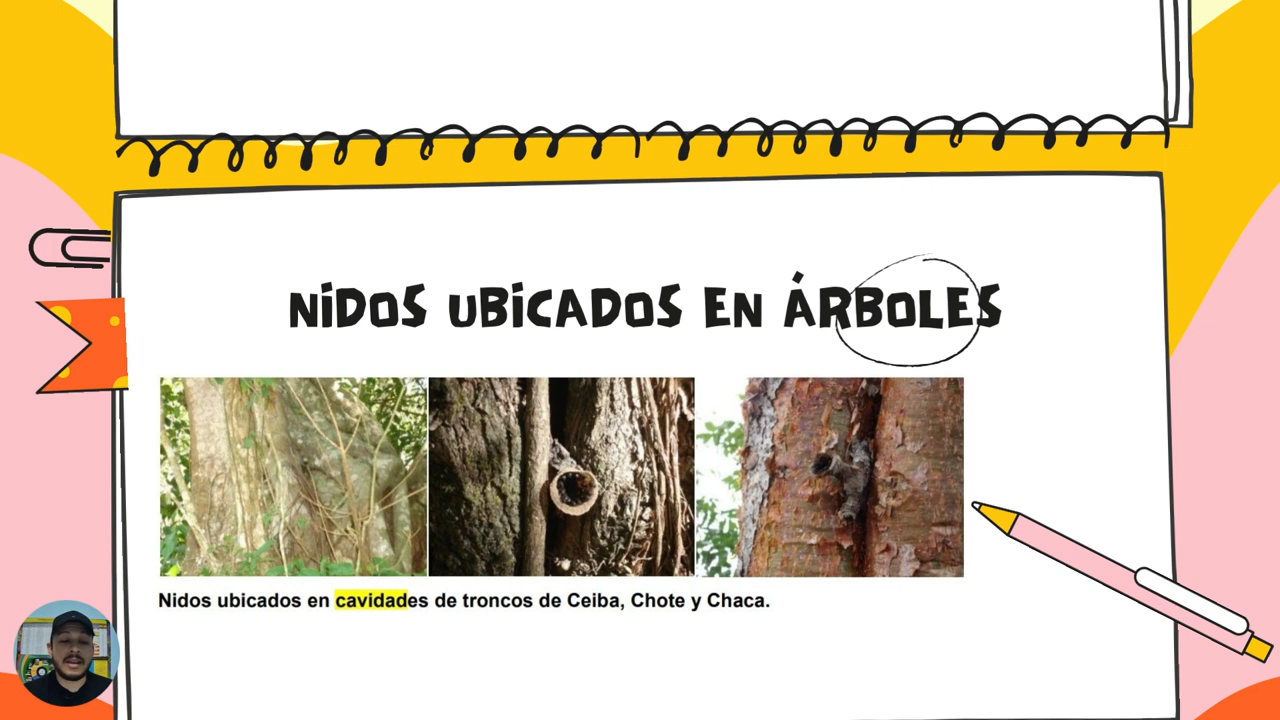 NIDOS UBICADOS EN ÁRBOLES
Nidos ubicados en cavidades de troncos de Ceiba, Chote y Chaca.